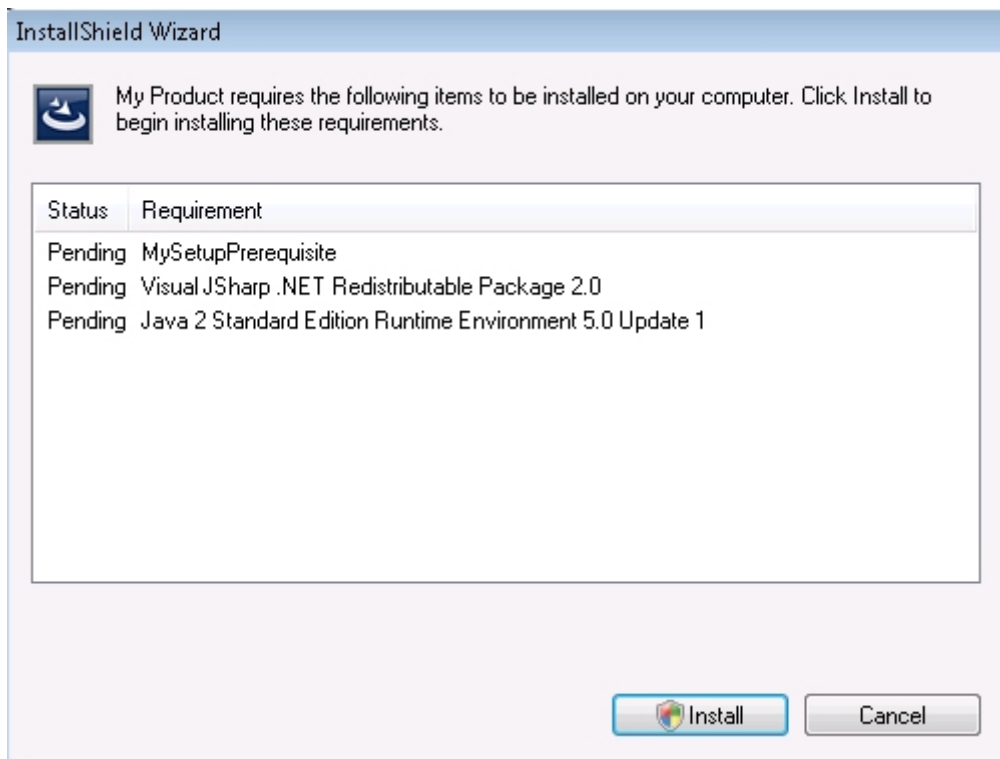 InstallShield Wizard
My Product requires the following items to be installed on your computer. Click Install to
begin installing these requirements.
Status Requirement
Pending MySetupPrerequisite
Pending Visual JSharp .NET Redistributable Package 2.0
Pending Java 2 Standard Edition Runtime Environment 5.0 Update 1
Install Cancel